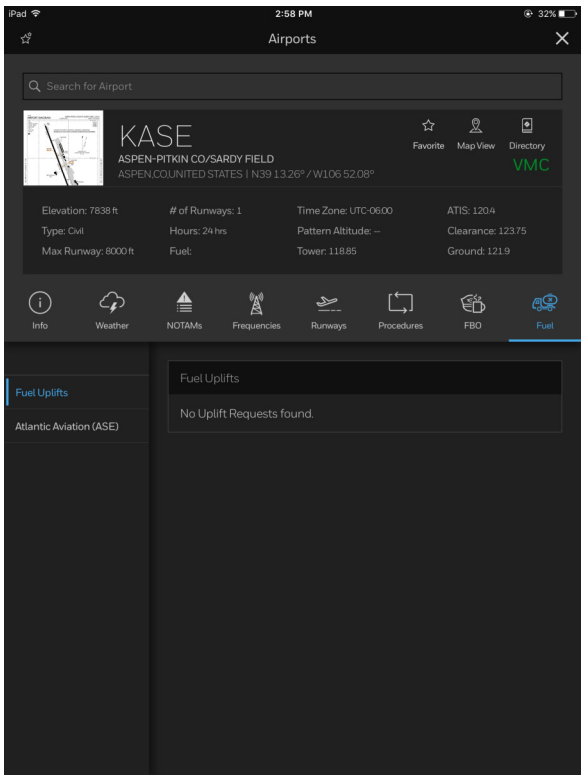 iPad 2:58 PM 32%
Airports
Search for Airport
KASE
ASPEN-PITKIN CO/SARDY FIELD
ASPEN,CO,UNITED STATES | N39 13.26° / W106 52.08°
Favorite Map View Directory
VMC
Elevation: 7838 ft # of Runways: 1 Time Zone: UTC-06:00 ATIS: 120.4
Type: Civil Hours: 24 hrs Pattern Altitude: -- Clearance: 123.75
Max Runway: 8000 ft Fuel: Tower: 118.85 Ground: 121.9
Info Weather NOTAMs Frequencies Runways Procedures FBO Fuel
Fuel Uplifts
Atlantic Aviation (ASE)
Fuel Uplifts
No Uplift Requests found.